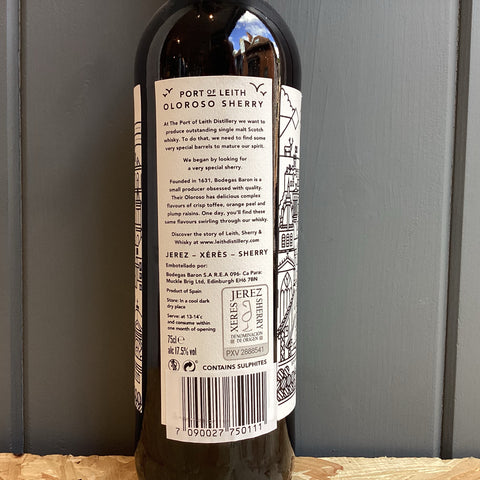 PORT OF LEITH
OLOROSO SHERRY
At The Port of Leith Distillery we want to
produce outstanding single malt Scotch
whisky. To do that, we need to find some
very special barrels to mature our spirit.
We began by looking for
a very special sherry.
Founded in 1631, Bodegas Baron is a
small producer obsessed with quality.
Their Oloroso has delicious complex
flavours of crisp toffee, orange peel and
plump raisins. One day, you'll find these
same flavours swirling through our whisky.
Discover the story of Leith, Sherry &
Whisky at www.leithdistillery.com
JEREZ – XÉRÈS – SHERRY
Embotellado por:
Bodegas Baron S.A R.E.A 096- Ca Para:
Muckle Brig Ltd, Edinburgh EH6 7BN
Product of Spain
Store: In a cool dark
dry place
Serve: at 13-14°c
and consume within
one month of opening
75cl e
alc 17.5% vol
XERES JEREZ SHERRY
DENOMINACIÓN
DE ORIGEN
PXV 2888541
CONTAINS SULPHITES
7 090027 750111